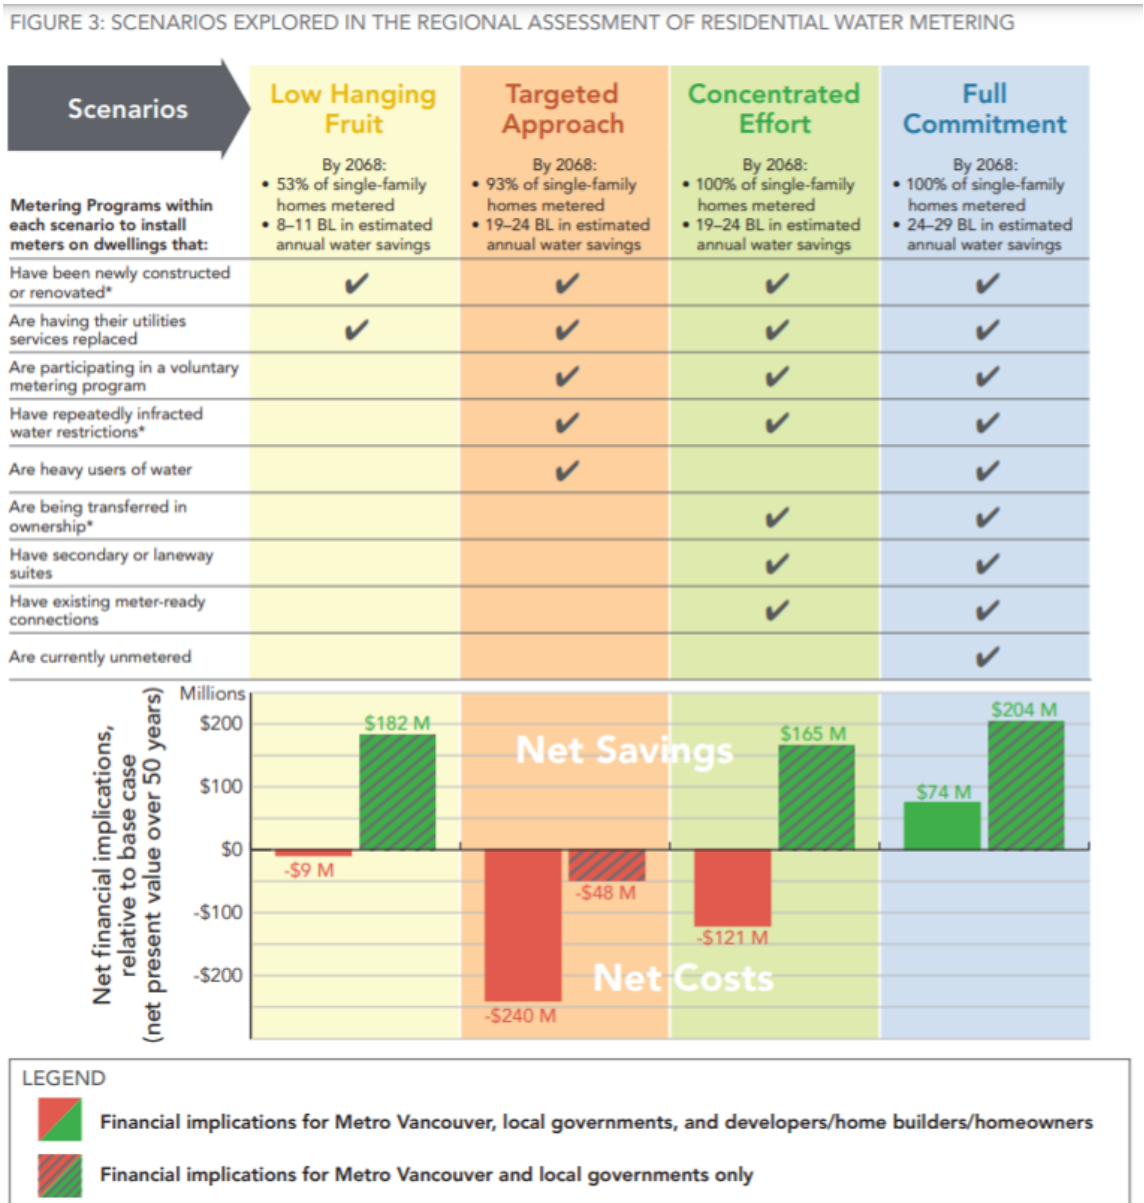 FIGURE 3: SCENARIOS EXPLORED IN THE REGIONAL ASSESSMENT OF RESIDENTIAL WATER METERING
Scenarios
Low Hanging
Fruit
By 2068:
• 53% of single-family
homes metered
• 8–11 BL in estimated
annual water savings
Targeted
Approach
By 2068:
• 93% of single-family
homes metered
• 19–24 BL in estimated
annual water savings
Concentrated
Effort
By 2068:
• 100% of single-family
homes metered
• 19–24 BL in estimated
annual water savings
Full
Commitment
By 2068:
• 100% of single-family
homes metered
• 24–29 BL in estimated
annual water savings
Metering Programs within
each scenario to install
meters on dwellings that:
Have been newly constructed
or renovated*
✔ ✔ ✔ ✔
Are having their utilities
services replaced
✔ ✔ ✔ ✔
Are participating in a voluntary
metering program
✔ ✔ ✔
Have repeatedly infracted
water restrictions*
✔ ✔ ✔
Are heavy users of water
✔ ✔
Are being transferred in
ownership*
✔ ✔
Have secondary or laneway
suites
✔ ✔
Have existing meter-ready
connections
✔ ✔
Are currently unmetered
✔
Net financial implications,
relative to base case
(net present value over 50 years)
Millions
$200
$100
$0
-$100
-$200
-$9 M
$182 M
-$240 M
-$48 M
-$121 M
$165 M
$74 M
$204 M
Net Savings
Net Costs
LEGEND
Financial implications for Metro Vancouver, local governments, and developers/home builders/homeowners
Financial implications for Metro Vancouver and local governments only